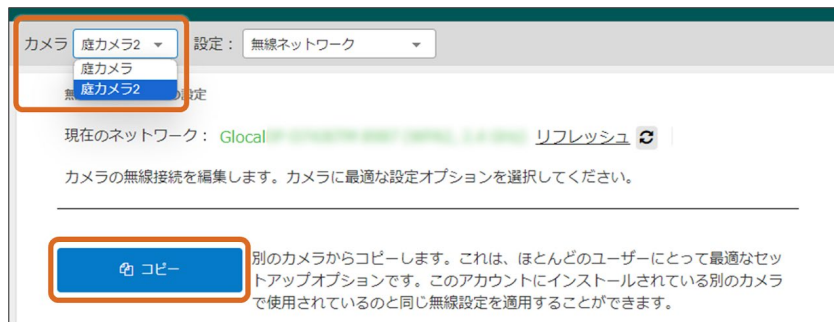 カメラ 庭カメラ2 設定： 無線ネットワーク
庭カメラ
庭カメラ2
無 の設定
現在のネットワーク： Glocal リフレッシュ
カメラの無線接続を編集します。カメラに最適な設定オプションを選択してください。
コピー
別のカメラからコピーします。これは、ほとんどのユーザーにとって最適なセッ
トアップオプションです。このアカウントにインストールされている別のカメラ
で使用されているのと同じ無線設定を適用することができます。